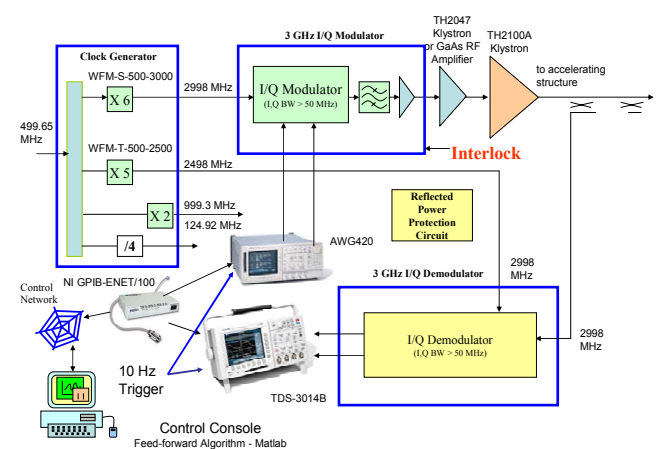 TH2047
Klystron
or GaAs RF
Amplifier
TH2100A
Klystron
3 GHz I/Q Modulator
Clock Generator
WFM-S-500-3000
X 6
2998 MHz
I/Q Modulator
(I,Q BW > 50 MHz)
to accelerating
structure
499.65
MHz
WFM-T-500-2500
X 5
2498 MHz
Interlock
X 2
999.3 MHz
124.92 MHz
/4
Reflected
Power
Protection
Circuit
AWG420
NI GPIB-ENET/100
3 GHz I/Q Demodulator
2998
MHz
Control
Network
I/Q Demodulator
(I,Q BW > 50 MHz)
2998
MHz
10 Hz
Trigger
TDS-3014B
Control Console
Feed-forward Algorithm - Matlab